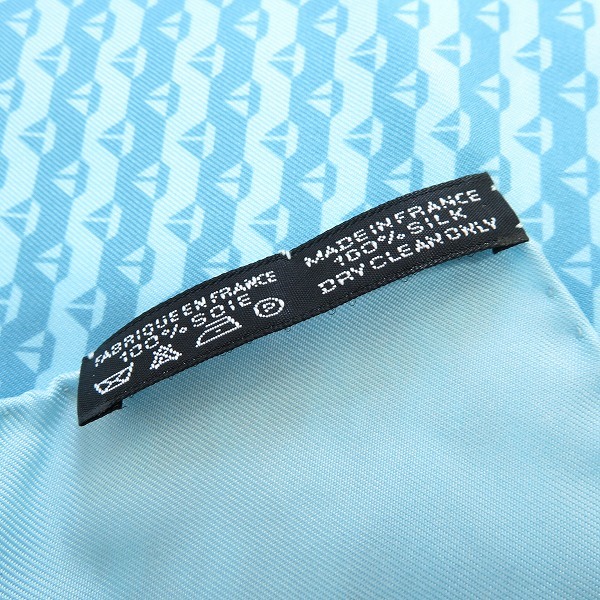 FABRIQUE EN FRANCE
100% SOIE
P
MADE IN FRANCE
100% SILK
DRY CLEAN ONLY